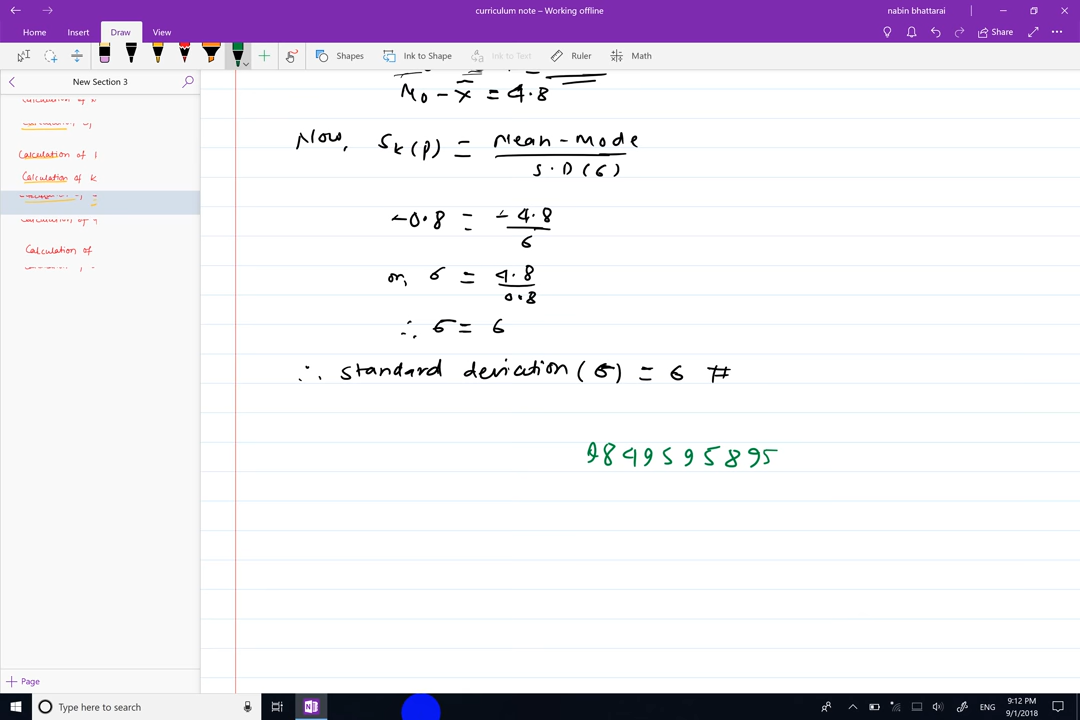 curriculum note – Working offline
nabin bhattarai
Home Insert Draw View
Share
Shapes Ink to Shape Ink to Text Ruler Math
New Section 3
Calculation of
Calculation of
Calculation of k
Calculation of
M₀ – x̄ = 4.8
Now, Sk(P) = Mean - Mode / S.D(σ)
-0.8 = -4.8 / σ
or, σ = 4.8 / 0.8
∴ σ = 6
∴ standard deviation (σ) = 6 #
9849595895
+ Page
Type here to search
ENG
9:12 PM
9/1/2018